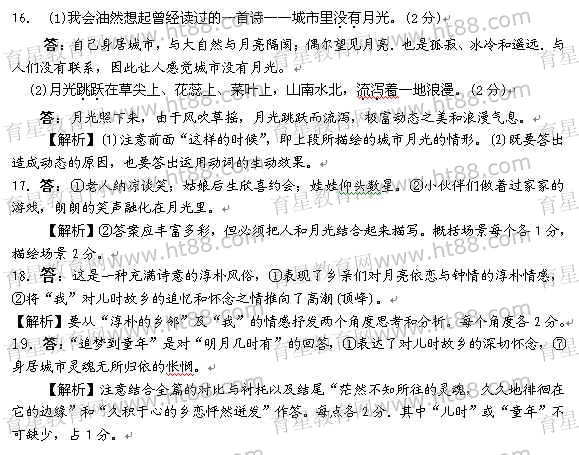 16. (1)我会油然想起曾经读过的一首诗——城市里没有月光。(2分)
答：自己身居城市，与大自然与月亮隔阂；偶尔望见月亮．也是孤寂、冰冷和遥远．与
人们没有联系，因此让人感觉城市没有月光。
(2)月光跳跃在草尖上、花蕊上、菜叶上，山南水北，流泻着一地浪漫。(2分)
答：月光照下来，由于风吹草摇，月光跳跃而流泻，极富动态之美和浪漫气息。
【解析】(1)注意前面“这样的时候”，即上段所描绘的城市月光的情形。(2)既要答出
造成动态的原因，也要答出运用动词的生动效果。
17. 答：①老人纳凉谈笑；姑娘后生欣喜约会；娃娃仰头数星。②小伙伴们做着过家家的
游戏，朗朗的笑声融化在月光里。
【解析】②答案应丰富多彩，但必须把人和月光结合起来描写。概括场景每个各1分，
描绘场景2分。
18. 答：这是一种充满诗意的淳朴风俗，①表现了乡亲们对月亮依恋与钟情的淳朴情感，
②将“我”对儿时故乡的追忆和怀念之情推向了高潮(顶峰)。
【解析】要从“淳朴的乡邻”及“我”的情感抒发两个角度思考和分析。每个角度各2分。
19. 答：“追梦到童年”是对“明月几时有”的回答，①表达了对儿时故乡的深切怀念，⑦
身居城市灵魂无所归依的怅惘。
【解析】注意结合全篇的对比与衬托以及结尾“茫然不知所往的灵魂，久久地徘徊在
它的边缘”和“久积于心的乡恋怦然迸发”作答。每点各2分．其中“儿时”或“童年”不
可缺少，占1分。
育星教育网 www.ht88.com